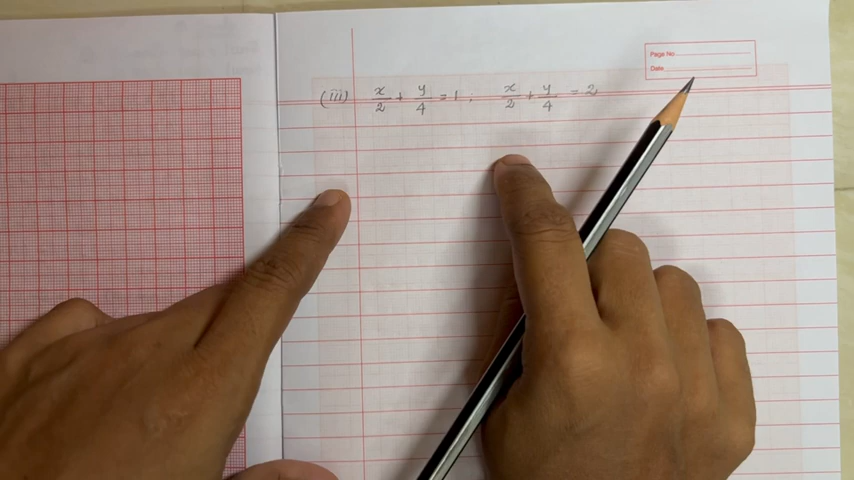 Page No.
Date
(iii) x/2 + y/4 = 1 ; x/2 + y/4 = 2